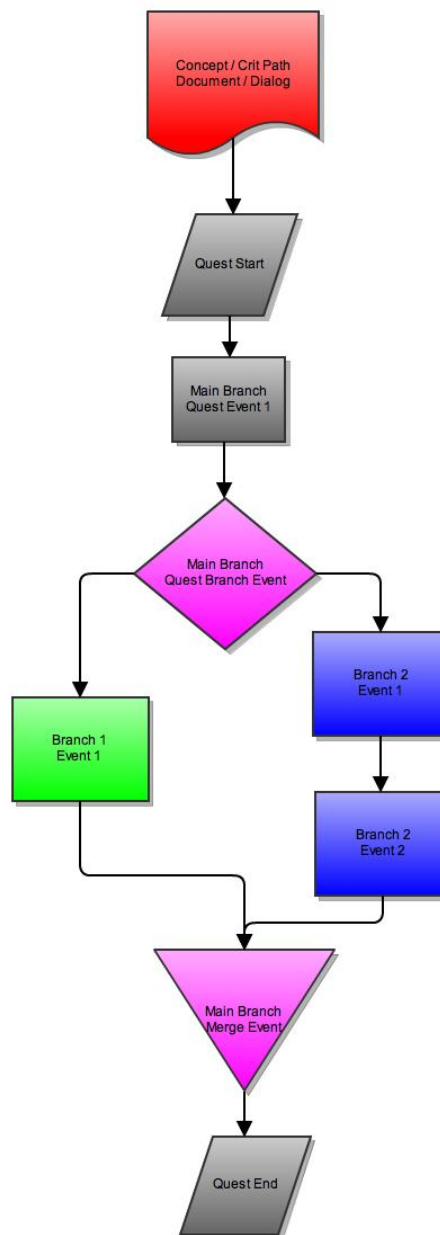 Concept / Crit Path
Document / Dialog
Quest Start
Main Branch
Quest Event 1
Main Branch
Quest Branch Event
Branch 1
Event 1
Branch 2
Event 1
Branch 2
Event 2
Main Branch
Merge Event
Quest End